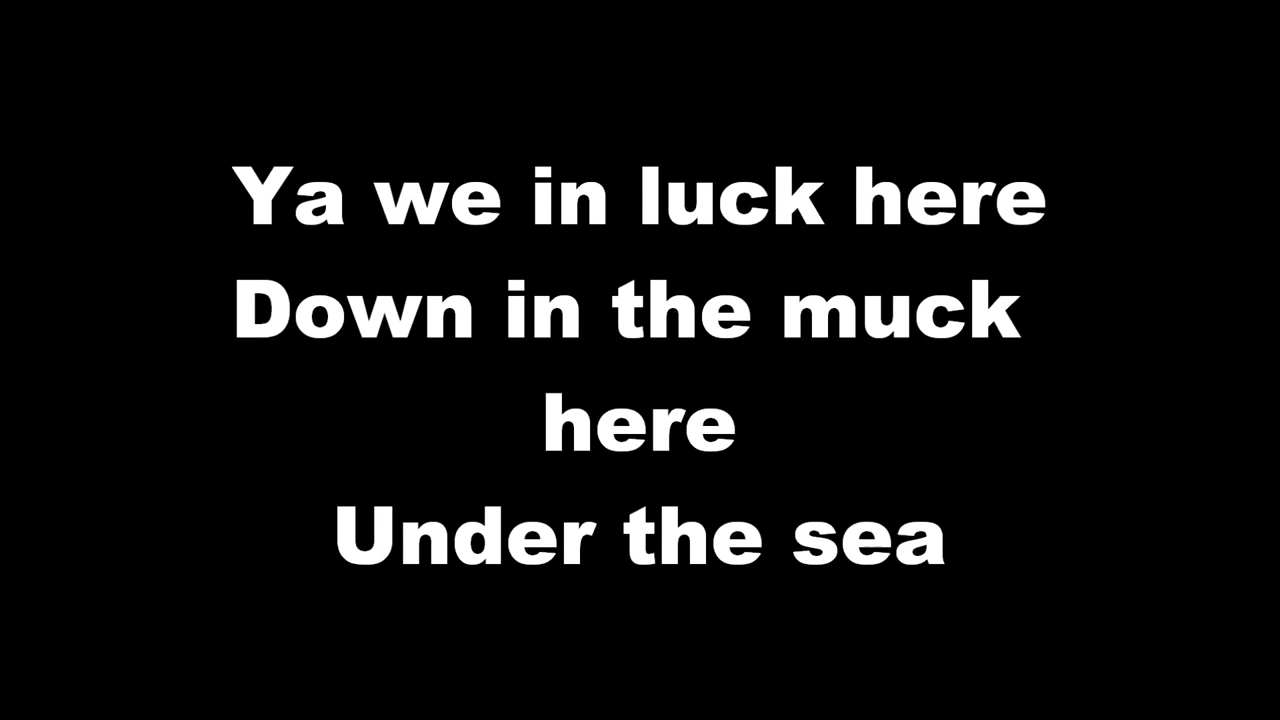 Ya we in luck here
Down in the muck
here
Under the sea